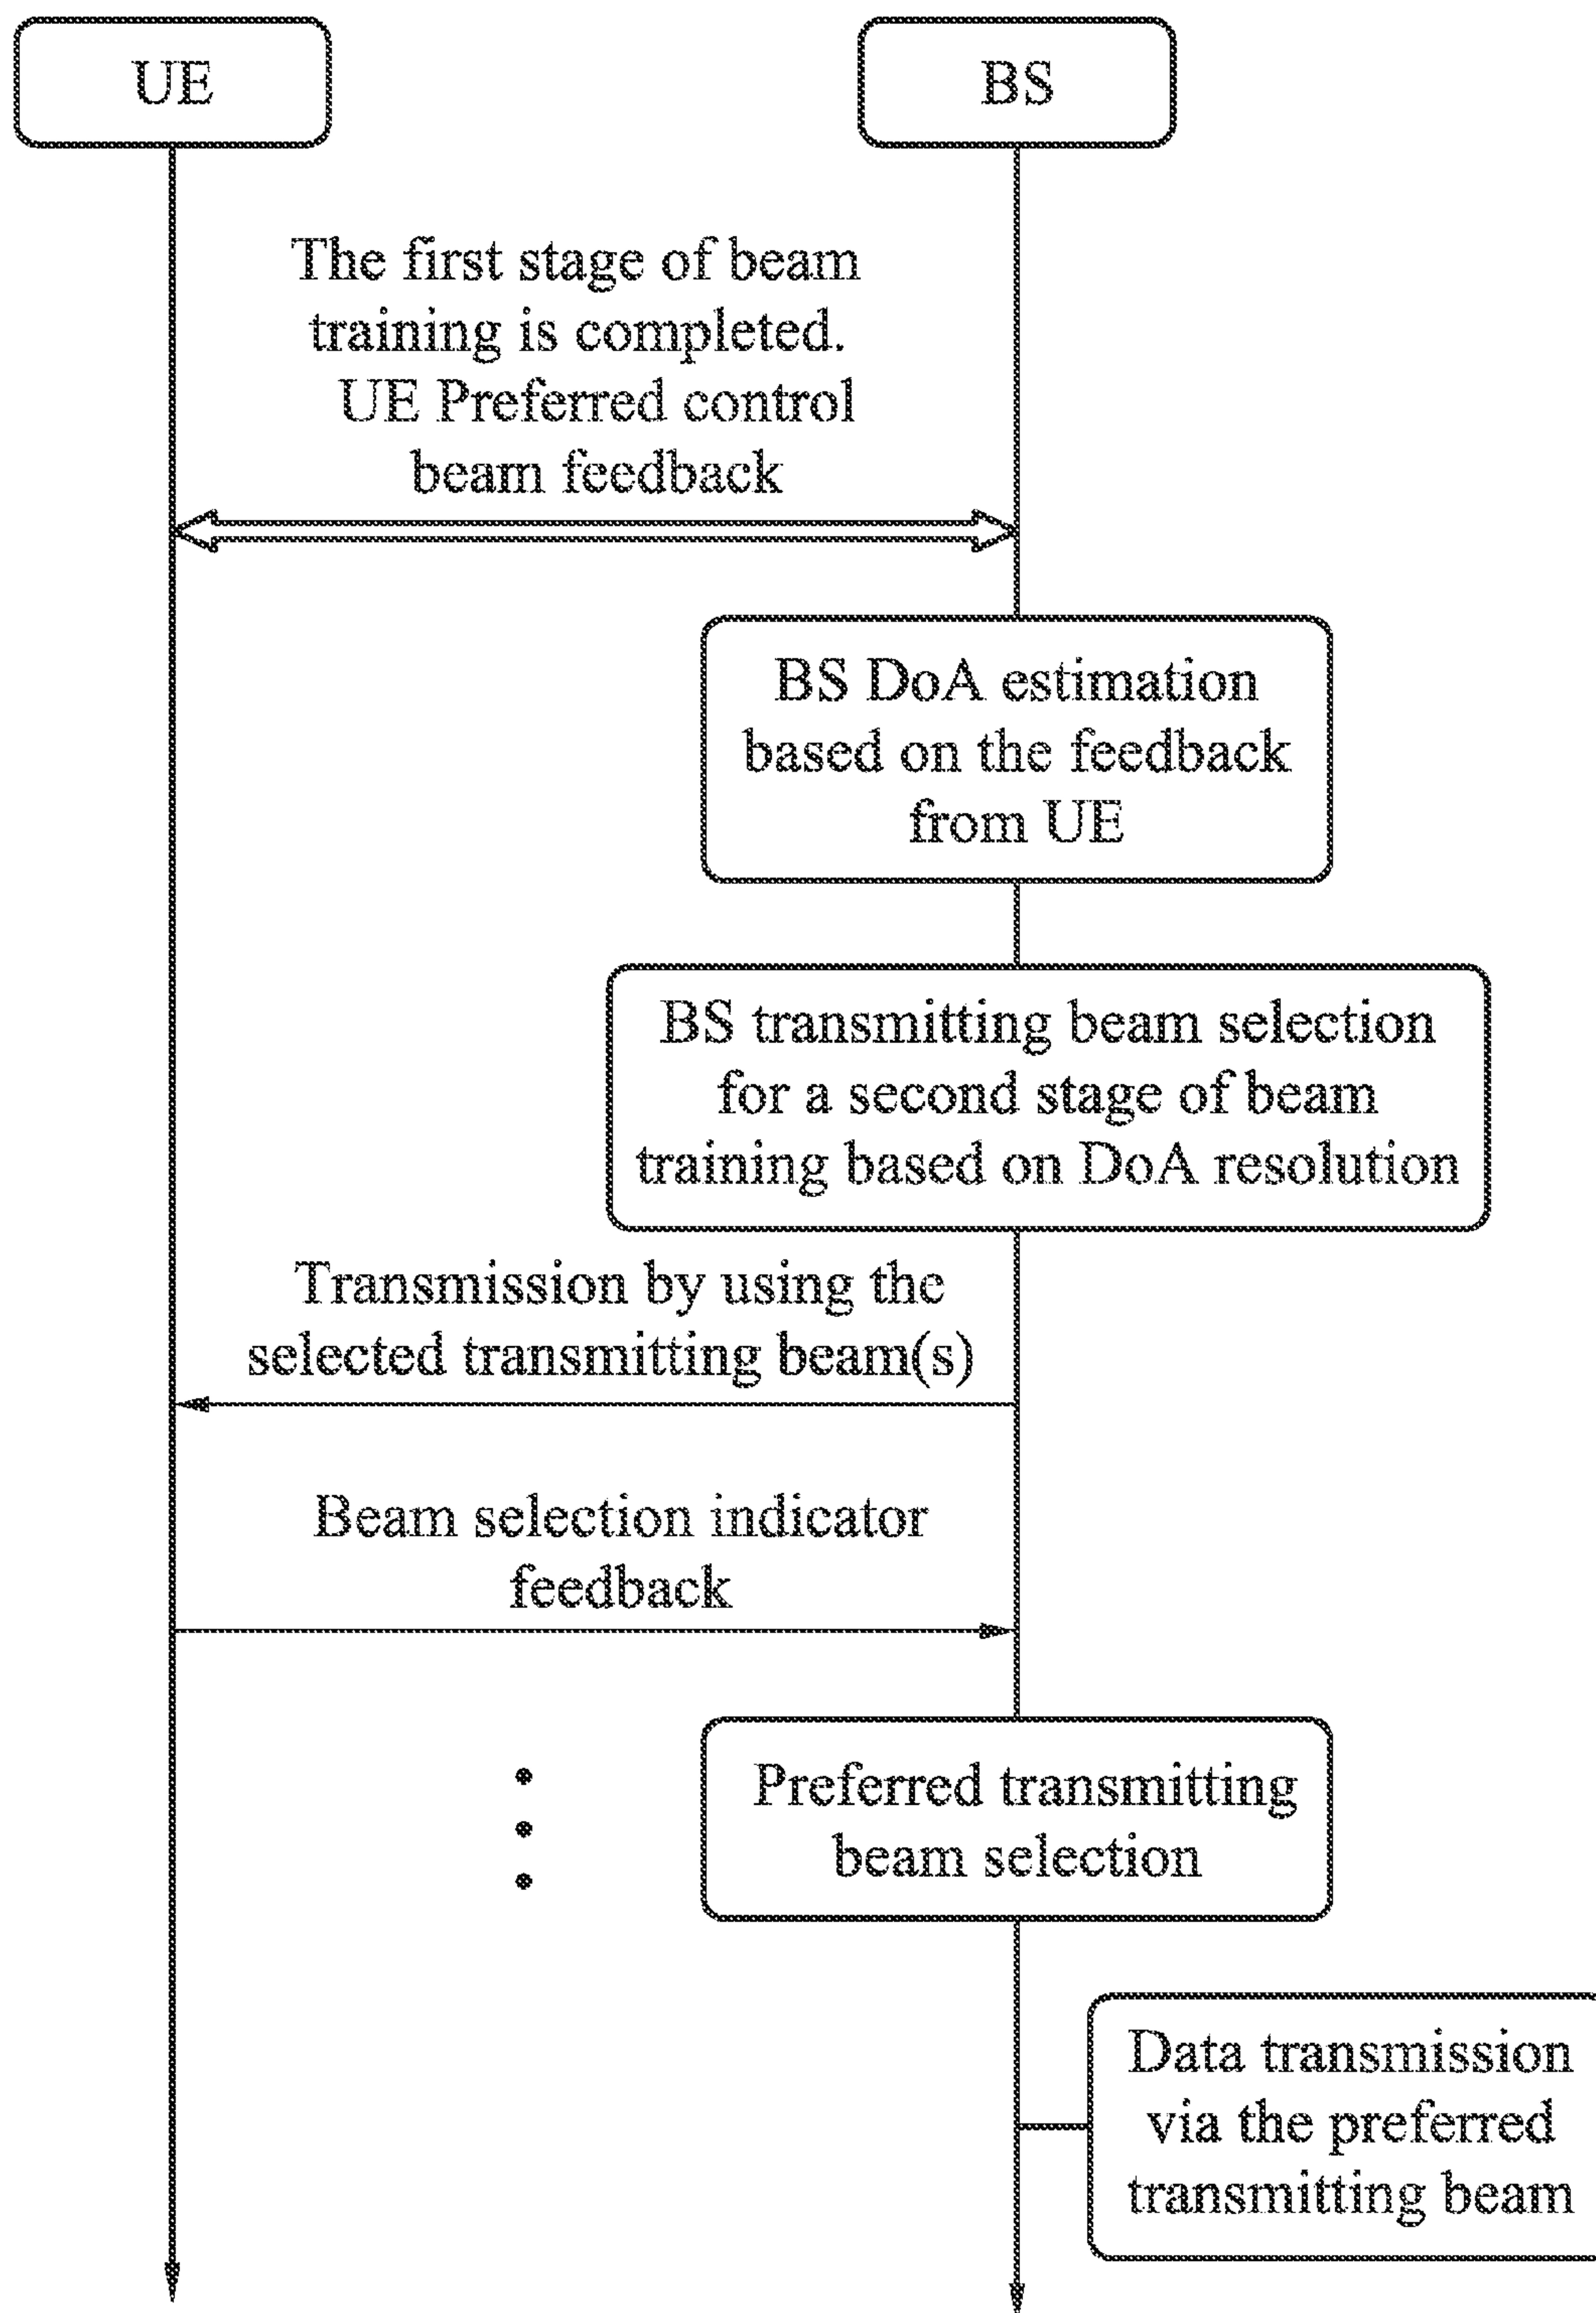 UE
BS
The first stage of beam
training is completed.
UE Preferred control
beam feedback
BS DoA estimation
based on the feedback
from UE
BS transmitting beam selection
for a second stage of beam
training based on DoA resolution
Transmission by using the
selected transmitting beam(s)
Beam selection indicator
feedback
Preferred transmitting
beam selection
Data transmission
via the preferred
transmitting beam